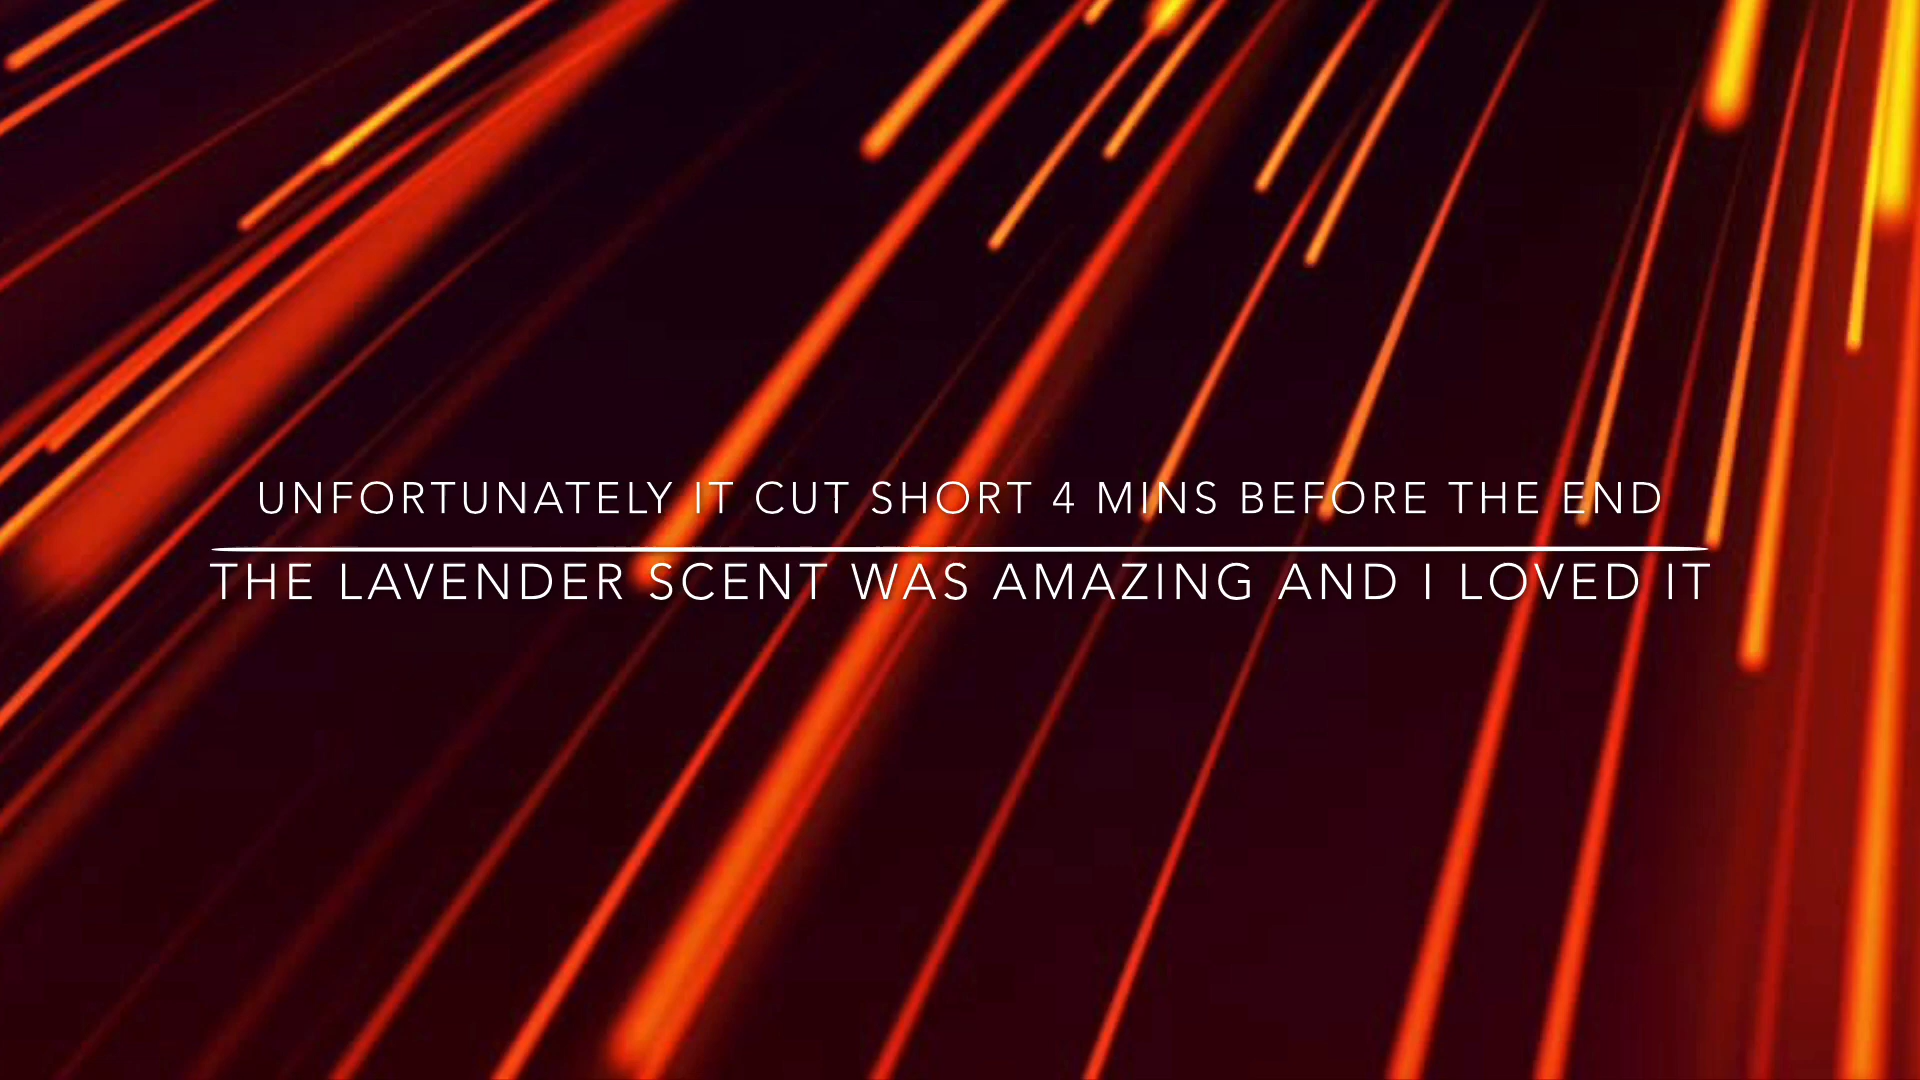 UNFORTUNATELY IT CUT SHORT 4 MINS BEFORE THE END
THE LAVENDER SCENT WAS AMAZING AND I LOVED IT